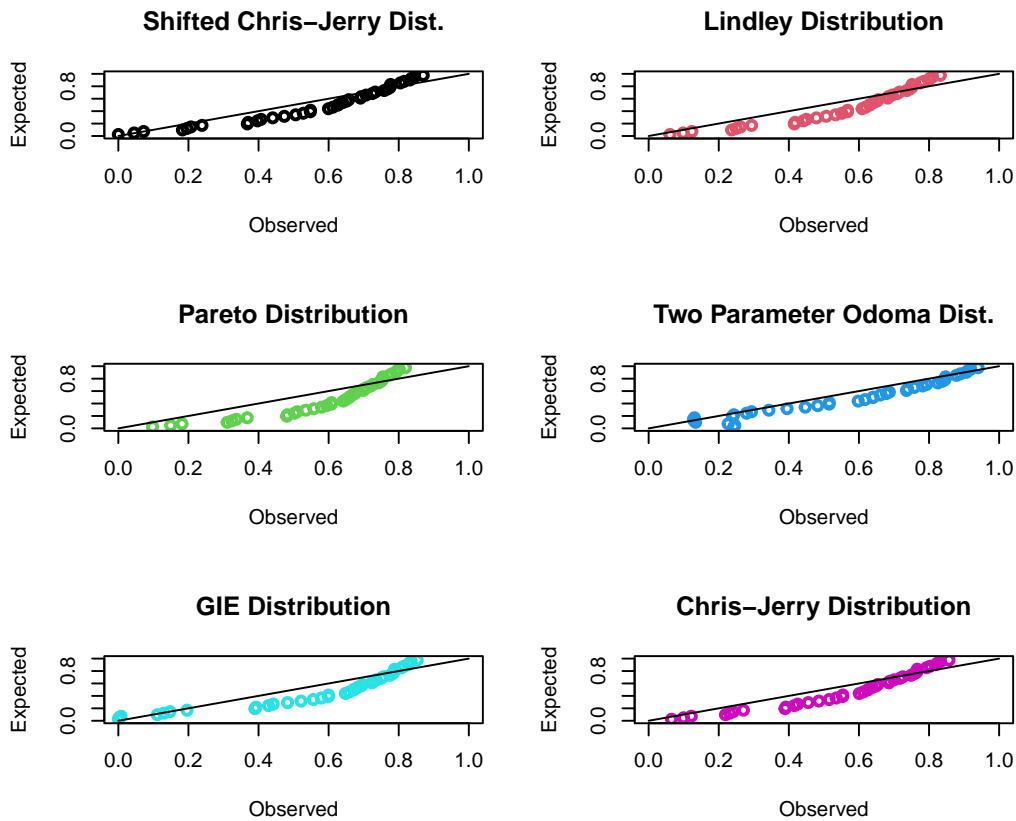 Shifted Chris−Jerry Dist.
Expected
0.0 0.8
0.0 0.2 0.4 0.6 0.8 1.0
Observed
Lindley Distribution
Expected
0.0 0.8
0.0 0.2 0.4 0.6 0.8 1.0
Observed
Pareto Distribution
Expected
0.0 0.8
0.0 0.2 0.4 0.6 0.8 1.0
Observed
Two Parameter Odoma Dist.
Expected
0.0 0.8
0.0 0.2 0.4 0.6 0.8 1.0
Observed
GIE Distribution
Expected
0.0 0.8
0.0 0.2 0.4 0.6 0.8 1.0
Observed
Chris−Jerry Distribution
Expected
0.0 0.8
0.0 0.2 0.4 0.6 0.8 1.0
Observed